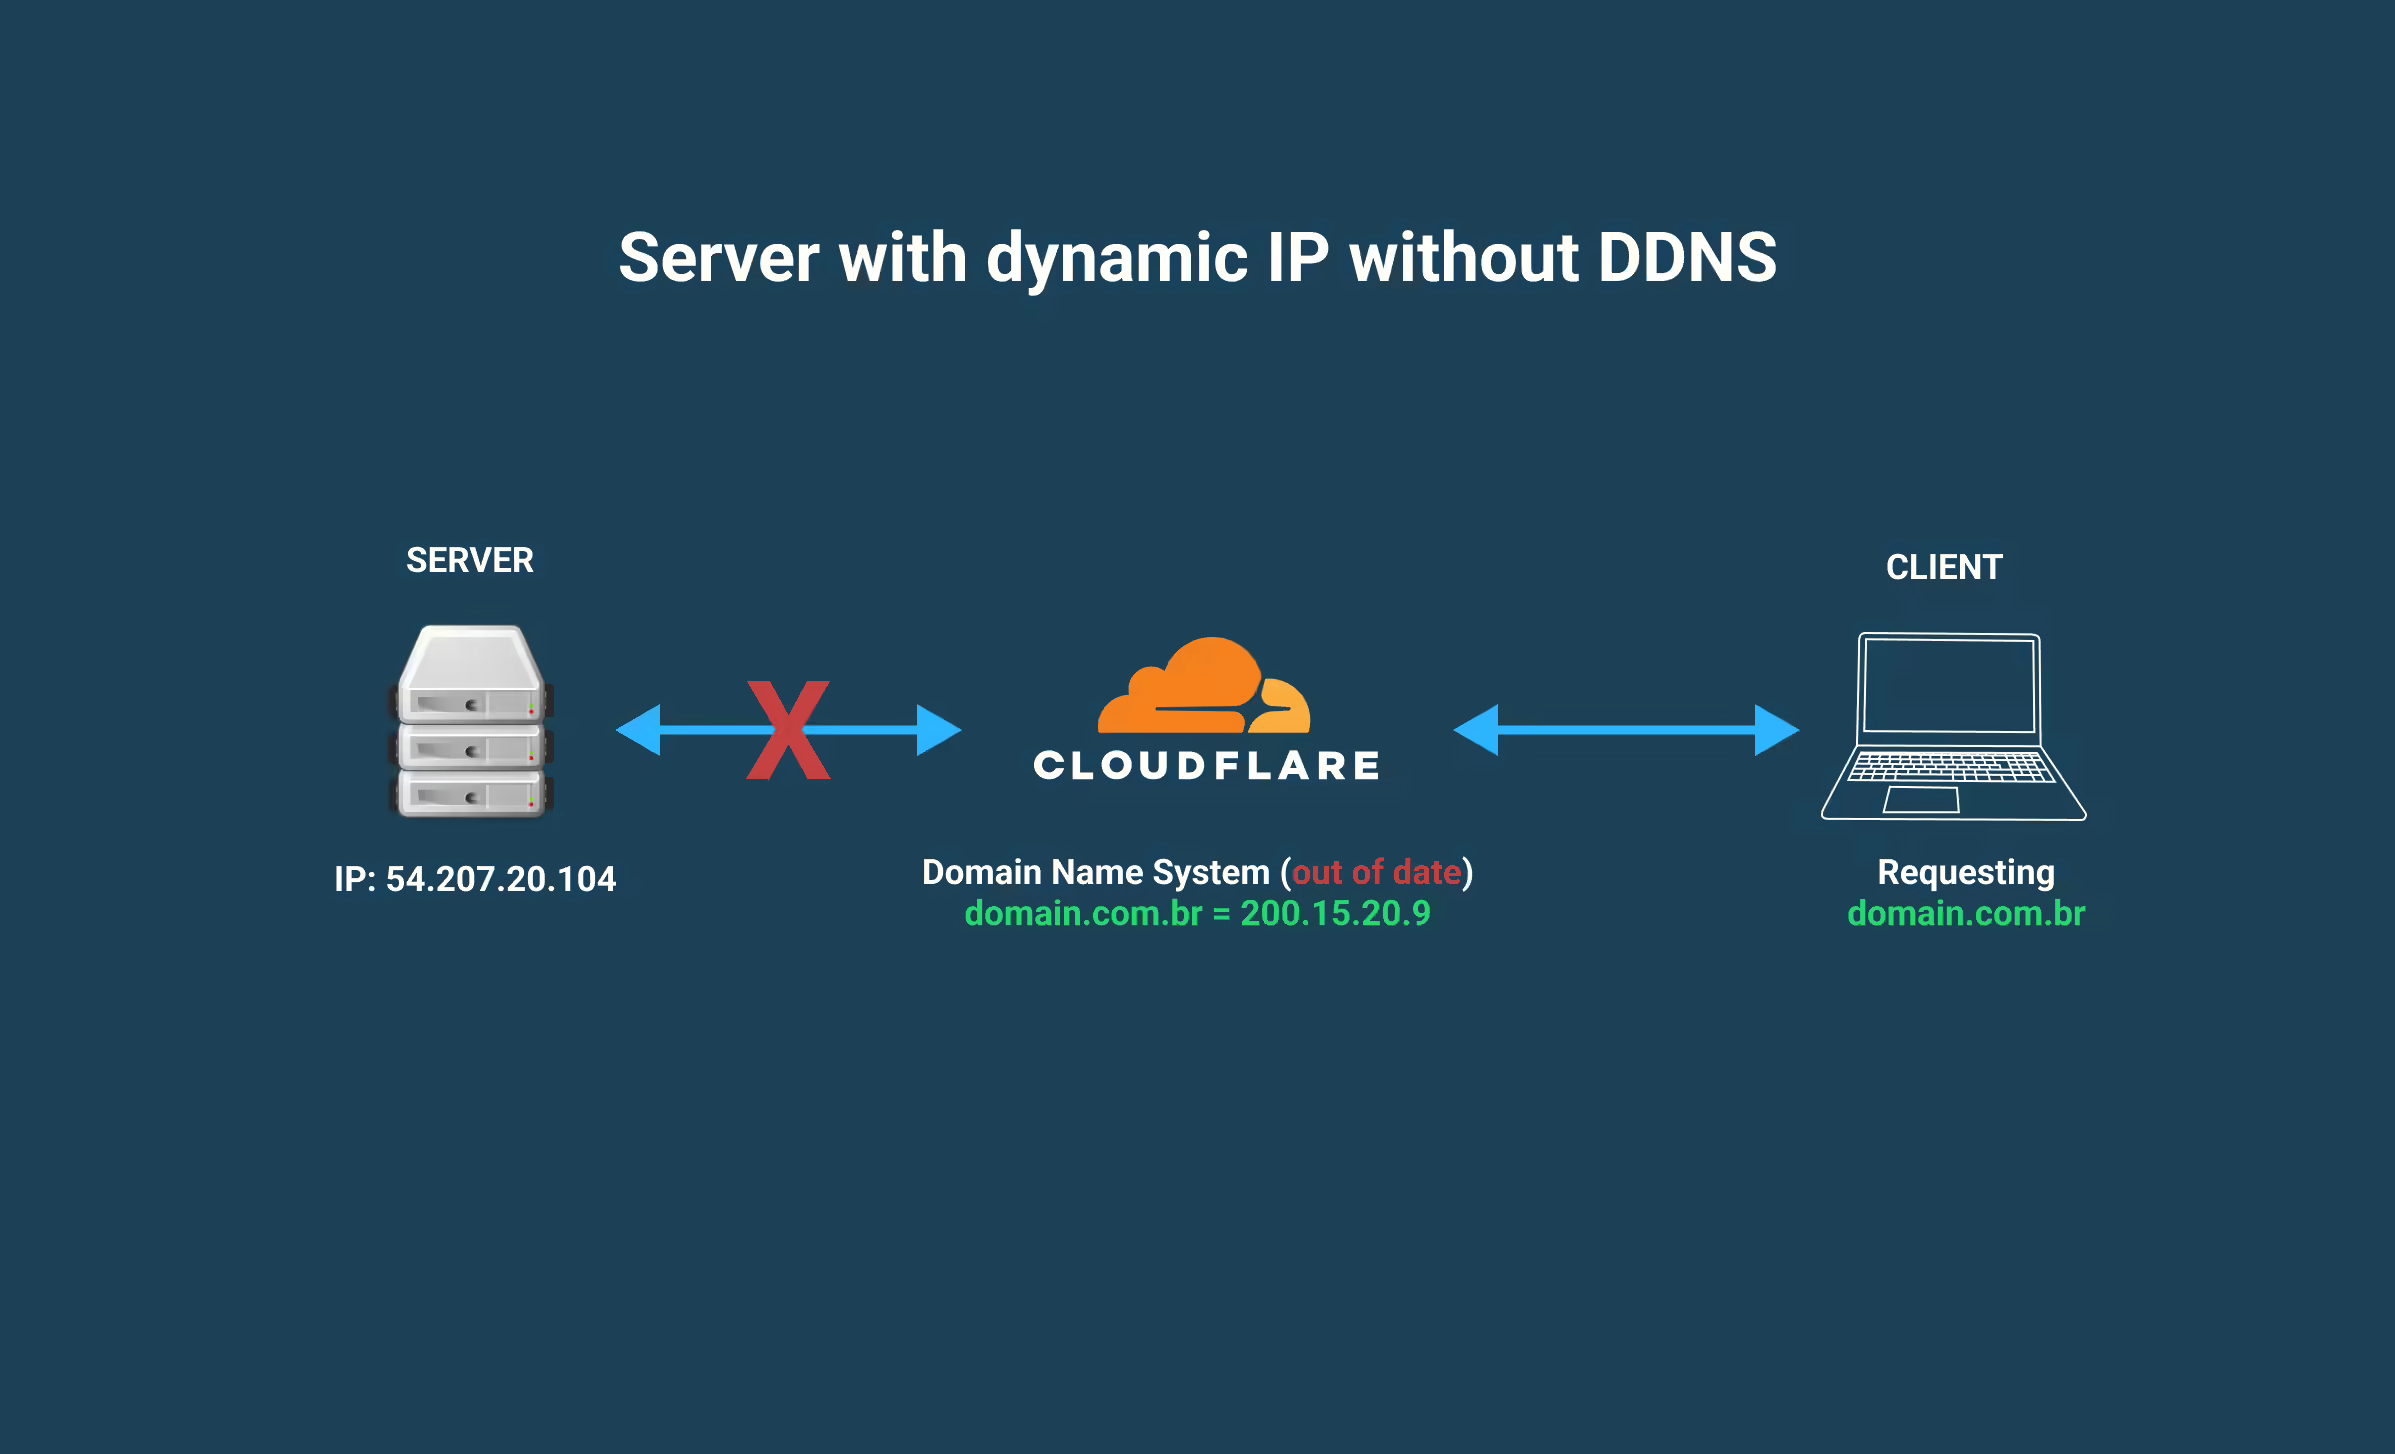 Server with dynamic IP without DDNS
SERVER
CLIENT
CLOUDFLARE
IP: 54.207.20.104
Domain Name System (out of date)
domain.com.br = 200.15.20.9
Requesting
domain.com.br